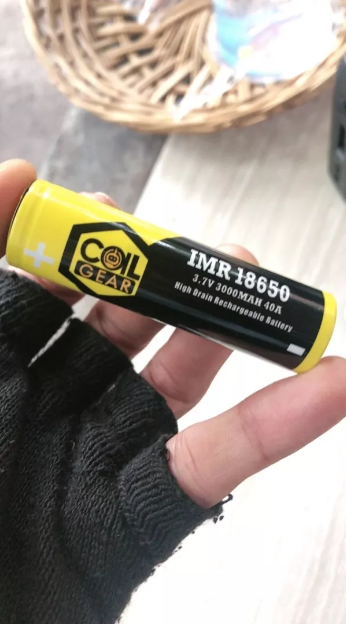 +
COIL
GEAR
IMR 18650
3.7V 3000MAH 40A
High Drain Rechargeable Battery
-